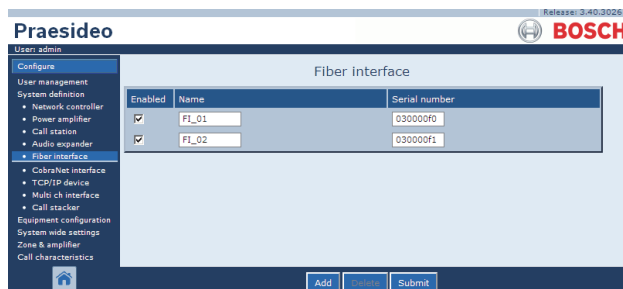 Release: 3.40.3026
Praesideo
BOSCH
User: admin
Configure
User management
System definition
• Network controller
• Power amplifier
• Call station
• Audio expander
• Fiber interface
• CobraNet interface
• TCP/IP device
• Multi ch interface
• Call stacker
Equipment configuration
System wide settings
Zone & amplifier
Call characteristics
Fiber interface
Enabled Name Serial number
FI_01 030000f0
FI_02 030000f1
Add Delete Submit